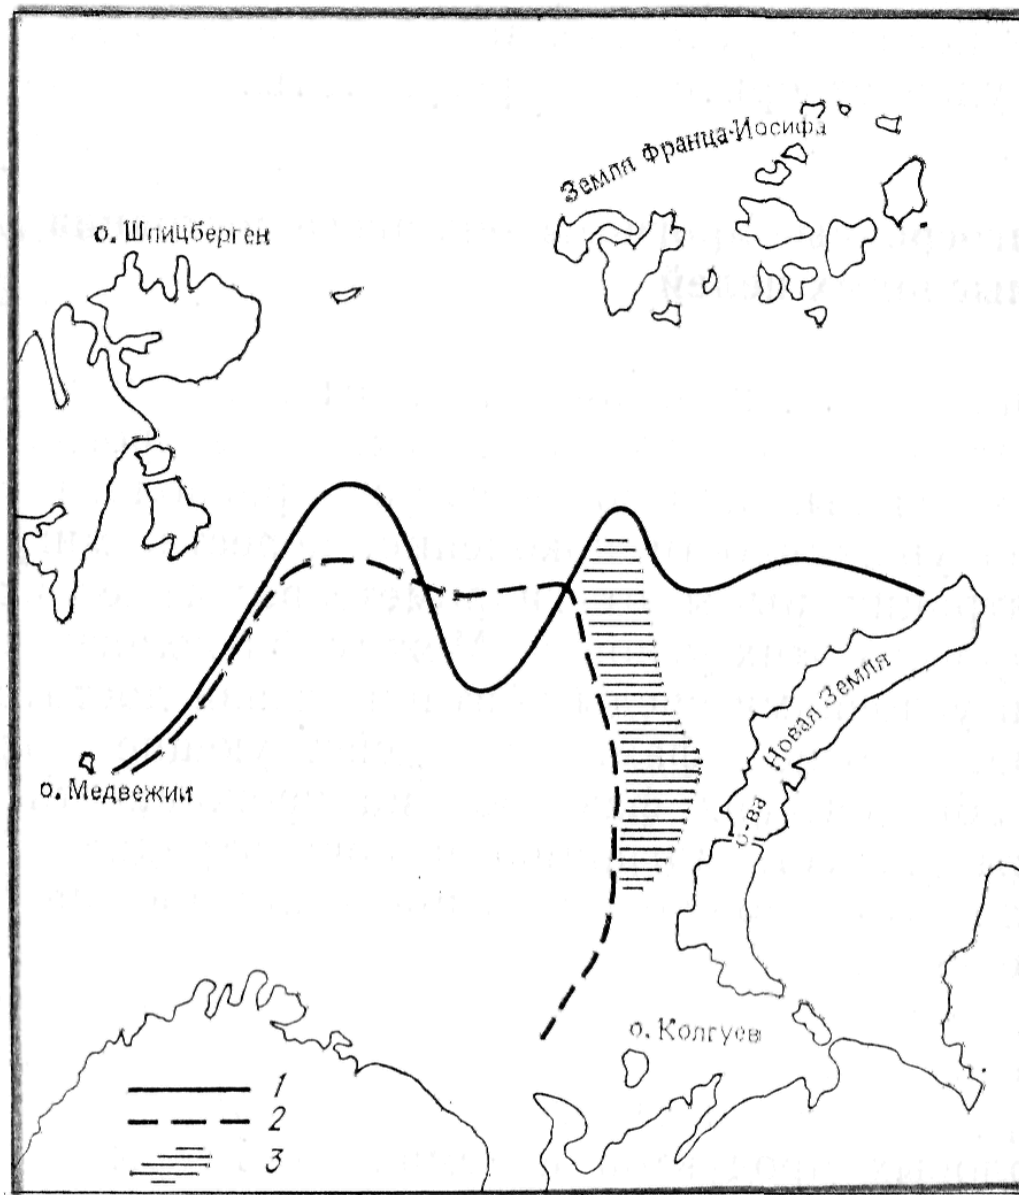 Земля Франца-Иосифа
о. Шпицберген
о-ва Новая Земля
о. Медвежий
о. Колгуев
1
2
3